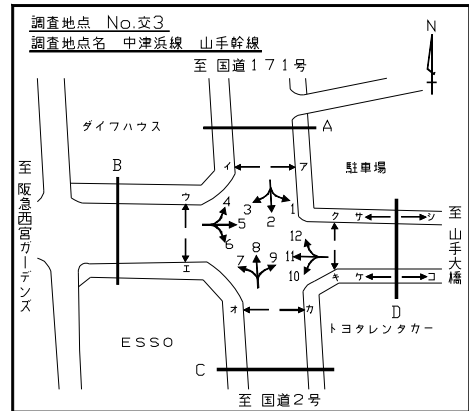 調査地点 No.交3
調査地点名 中津浜線 山手幹線
N
至 国道171号
ダイワハウス
A
B
イ ア
駐車場
至 阪急西宮ガーデンズ
ウ
4
5
6
3
2
1
ク サ シ
至 山手大橋
12
11
10
エ
8
7 9
キ ケ コ
オ カ
D
トヨタレンタカー
ESSO
C
至 国道2号